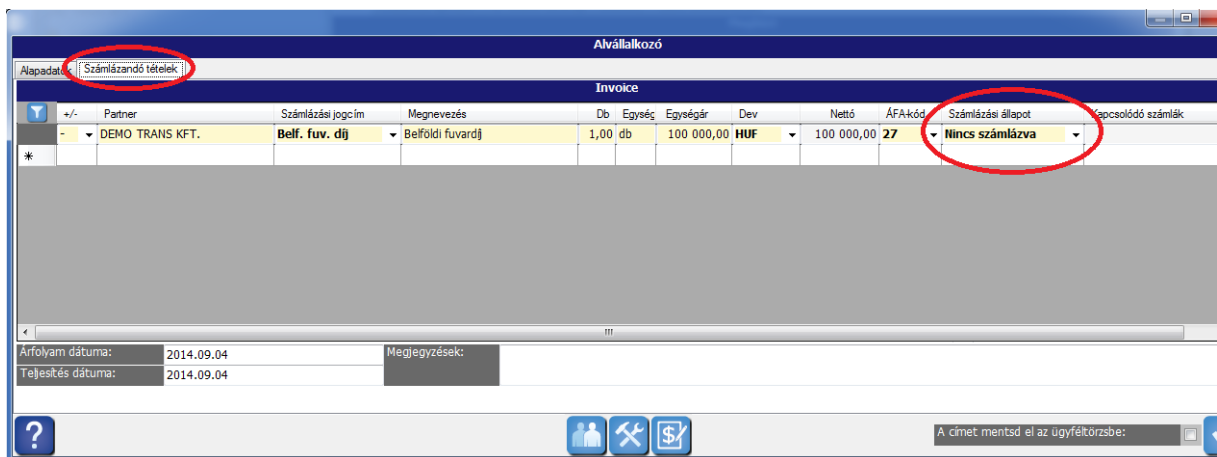 Alvállalkozó
Alapadatok Számlázandó tételek
Invoice
+/- Partner Számlázási jogcím Megnevezés Db Egység Egységár Dev Nettó ÁFA-kód Számlázási állapot Kapcsolódó számlák
- DEMO TRANS KFT. Belf. fuv. díj Belföldi fuvardíj 1,00 db 100 000,00 HUF 100 000,00 27 Nincs számlázva
Árfolyam dátuma: 2014.09.04 Megjegyzések:
Teljesítés dátuma: 2014.09.04
A címet mentsd el az ügyféltörzsbe: